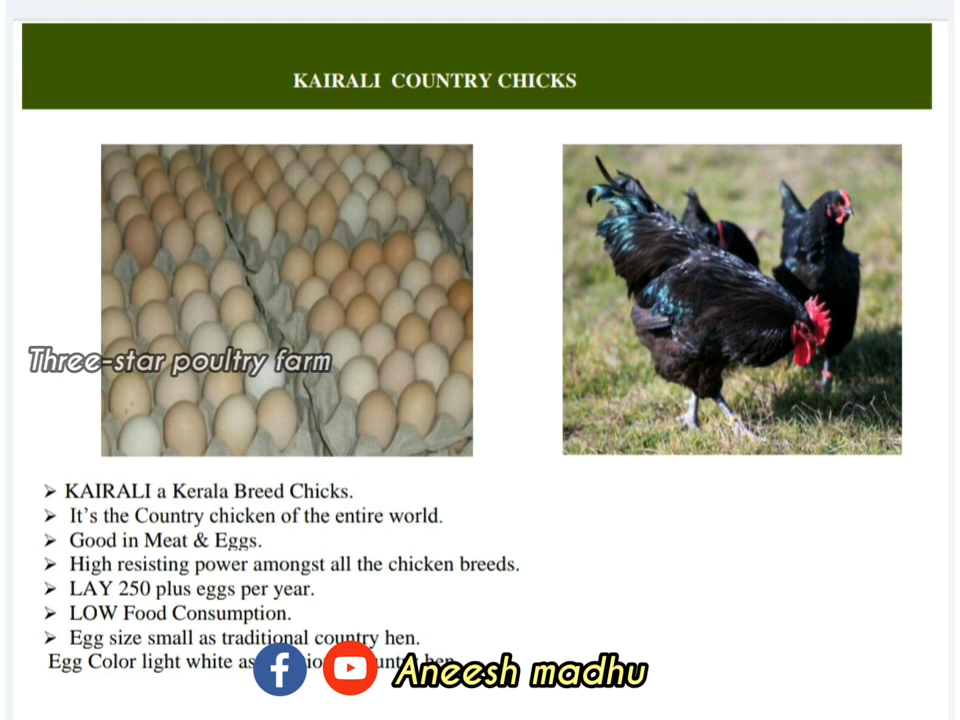 KAIRALI COUNTRY CHICKS
Three-star poultry farm
➢ KAIRALI a Kerala Breed Chicks.
➢ It's the Country chicken of the entire world.
➢ Good in Meat & Eggs.
➢ High resisting power amongst all the chicken breeds.
➢ LAY 250 plus eggs per year.
➢ LOW Food Consumption.
➢ Egg size small as traditional country hen.
Egg Color light white as hen
Aneesh madhu